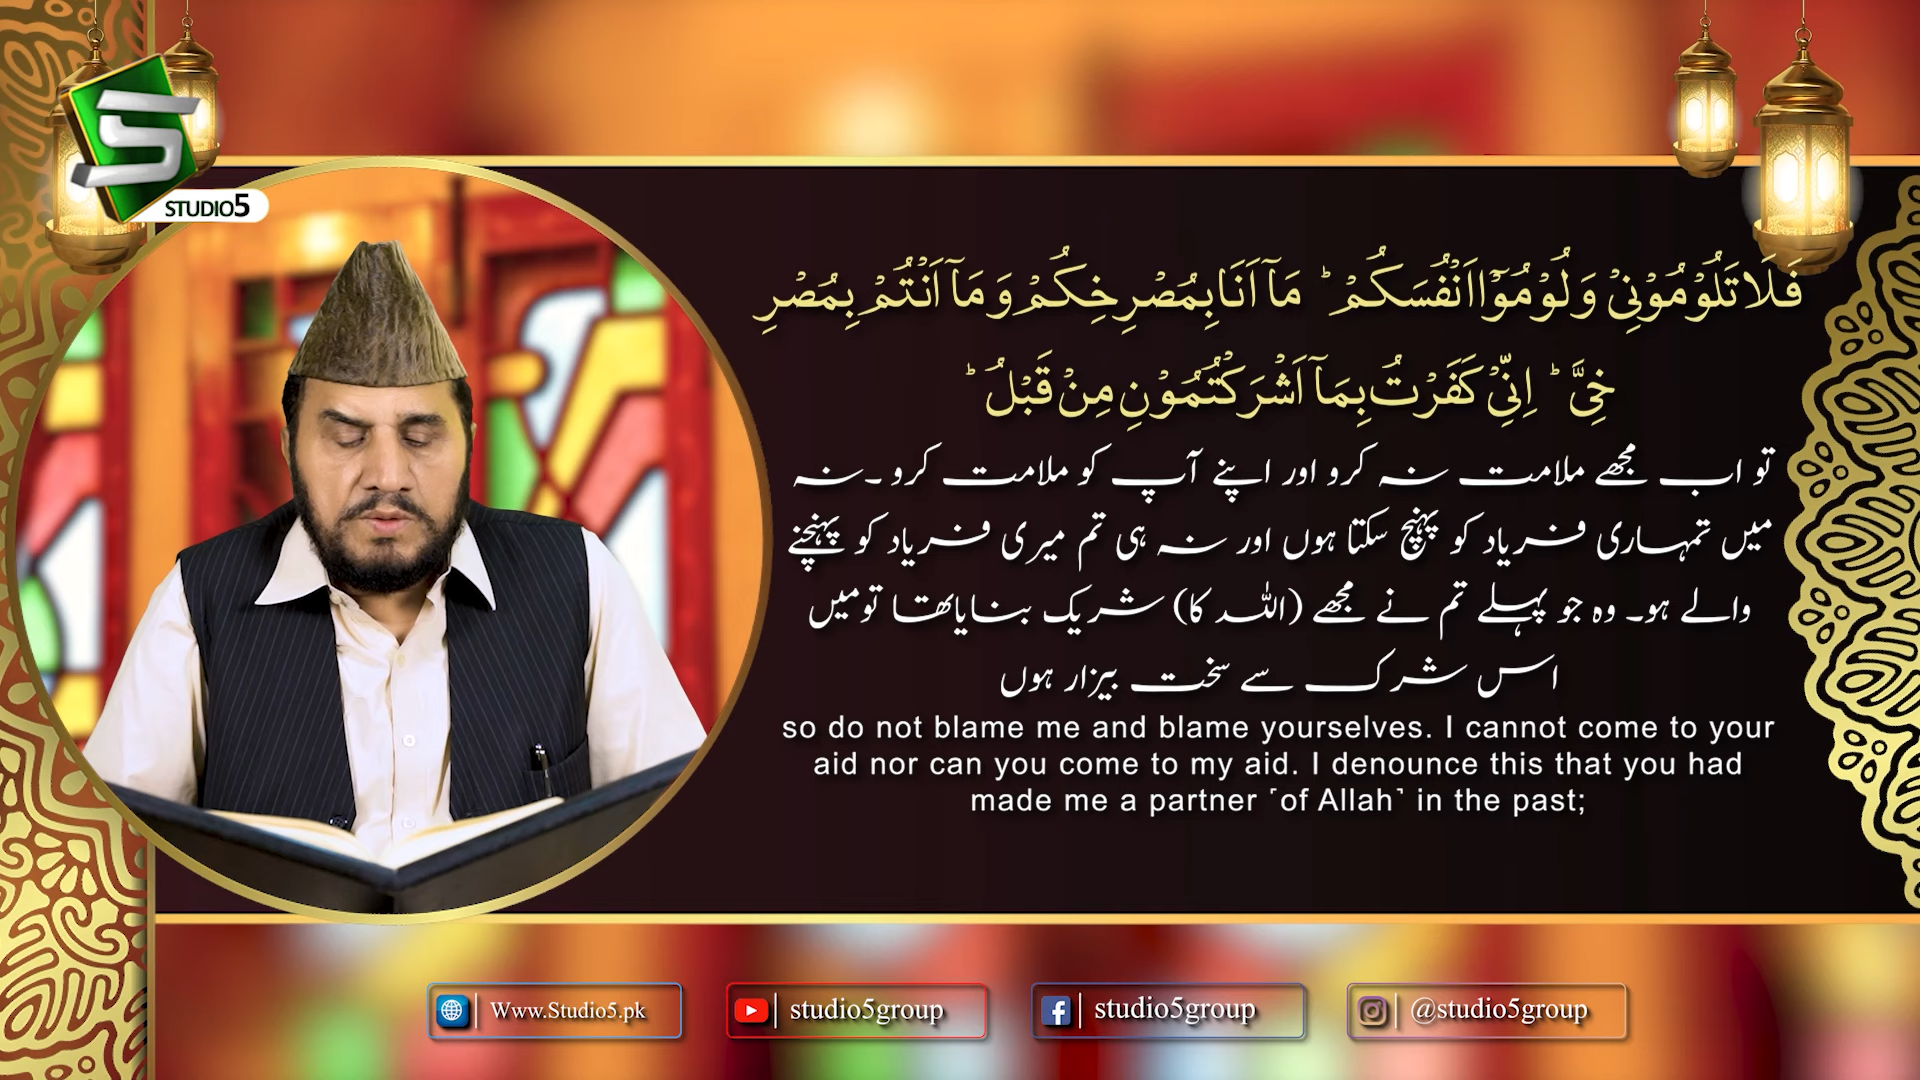 STUDIO5
فَلَا تَلُوْمُوْنِيْ وَ لُوْمُوْۤا اَنْفُسَكُمْ ؕ مَاۤ اَنَا بِمُصْرِخِكُمْ وَ مَاۤ اَنْتُمْ بِمُصْرِ
خِيَّ ؕ اِنِّيْ كَفَرْتُ بِمَاۤ اَشْرَكْتُمُوْنِ مِنْ قَبْلُ ؕ
تو اب مجھے ملامت نہ کرو اور اپنے آپ کو ملامت کرو ۔نہ
میں تمہاری فریاد کو پہنچ سکتا ہوں اور نہ ہی تم میری فریاد کو پہنچنے
والے ہو۔ وہ جو پہلے تم نے مجھے (اللہ کا) شریک بنایاتھا تومیں
اس شرک سے سخت بیزار ہوں
so do not blame me and blame yourselves. I cannot come to your
aid nor can you come to my aid. I denounce this that you had
made me a partner ˹of Allah˺ in the past;
Www.Studio5.pk
studio5group
studio5group
@studio5group